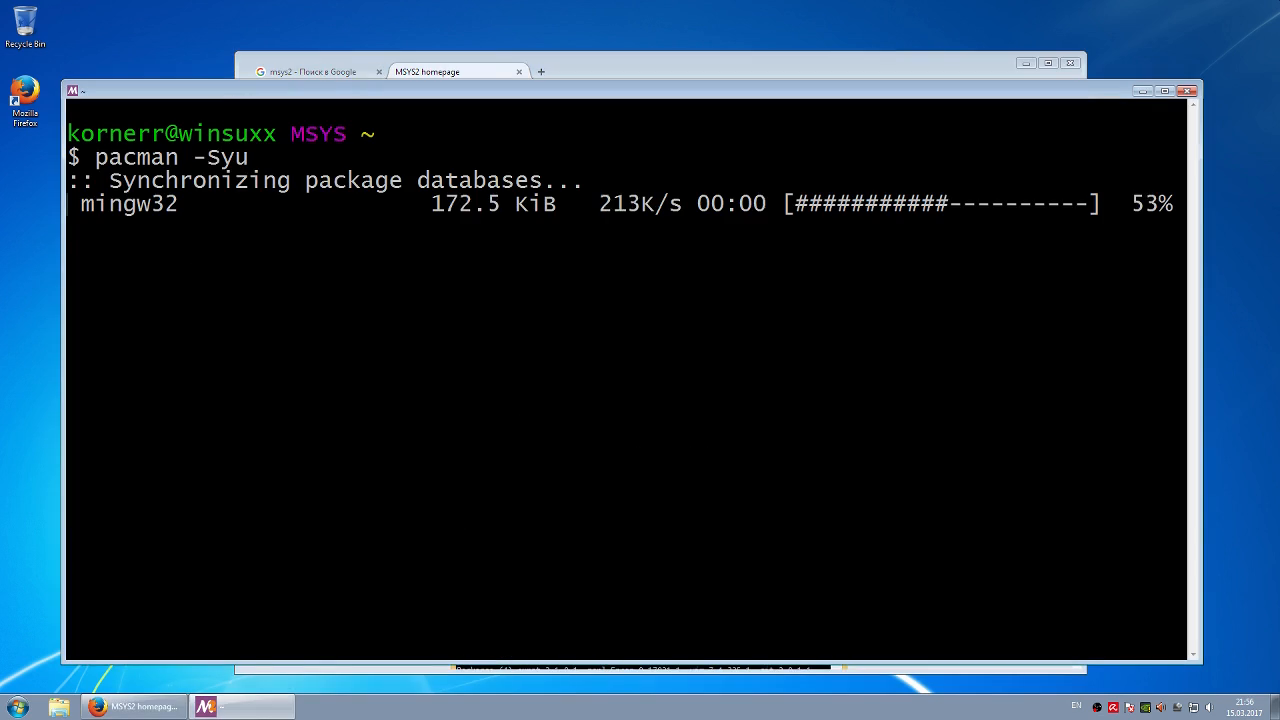 Recycle Bin
Mozilla
Firefox
msys2 - Поиск в Google
MSYS2 homepage
~
kornerr@winsuxx MSYS ~
$ pacman -Syu
:: Synchronizing package databases...
mingw32 172.5 KiB 213K/s 00:00 [###########----------] 53%
MSYS2 homepag...
~
EN
21:56
15.03.2017